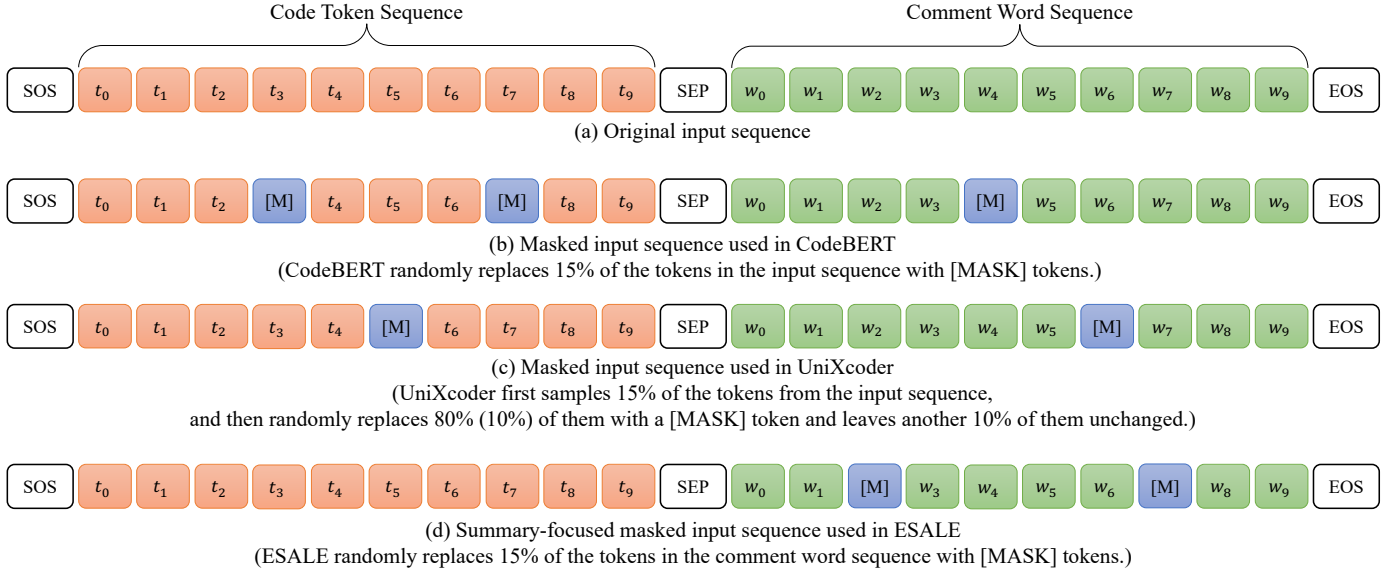 Code Token Sequence Comment Word Sequence
SOS t₀ t₁ t₂ t₃ t₄ t₅ t₆ t₇ t₈ t₉ SEP w₀ w₁ w₂ w₃ w₄ w₅ w₆ w₇ w₈ w₉ EOS
(a) Original input sequence
SOS t₀ t₁ t₂ [M] t₄ t₅ t₆ [M] t₈ t₉ SEP w₀ w₁ w₂ w₃ [M] w₅ w₆ w₇ w₈ w₉ EOS
(b) Masked input sequence used in CodeBERT
(CodeBERT randomly replaces 15% of the tokens in the input sequence with [MASK] tokens.)
SOS t₀ t₁ t₂ t₃ t₄ [M] t₆ t₇ t₈ t₉ SEP w₀ w₁ w₂ w₃ w₄ w₅ [M] w₇ w₈ w₉ EOS
(c) Masked input sequence used in UniXcoder
(UniXcoder first samples 15% of the tokens from the input sequence,
and then randomly replaces 80% (10%) of them with a [MASK] token and leaves another 10% of them unchanged.)
SOS t₀ t₁ t₂ t₃ t₄ t₅ t₆ t₇ t₈ t₉ SEP w₀ w₁ [M] w₃ w₄ w₅ w₆ [M] w₈ w₉ EOS
(d) Summary-focused masked input sequence used in ESALE
(ESALE randomly replaces 15% of the tokens in the comment word sequence with [MASK] tokens.)